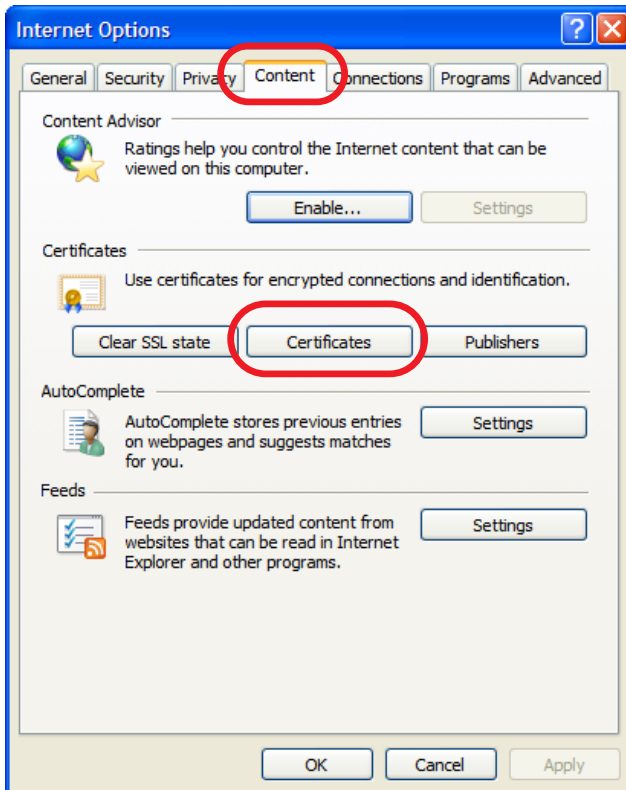 Internet Options
General Security Privacy Content Connections Programs Advanced
Content Advisor
Ratings help you control the Internet content that can be
viewed on this computer.
Enable... Settings
Certificates
Use certificates for encrypted connections and identification.
Clear SSL state Certificates Publishers
AutoComplete
AutoComplete stores previous entries
on webpages and suggests matches
for you.
Settings
Feeds
Feeds provide updated content from
websites that can be read in Internet
Explorer and other programs.
Settings
OK Cancel Apply